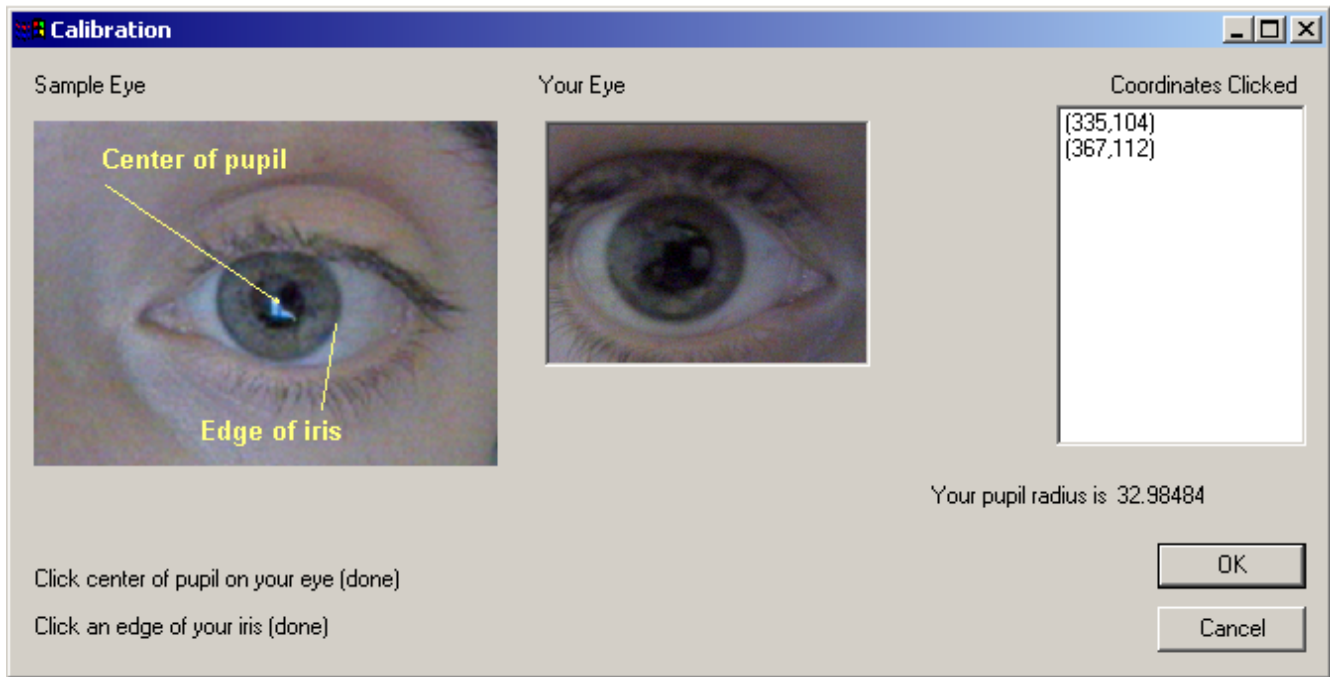 Calibration
Sample Eye
Your Eye
Coordinates Clicked
Center of pupil
Edge of iris
(335,104)
(367,112)
Your pupil radius is 32.98484
Click center of pupil on your eye (done)
Click an edge of your iris (done)
OK
Cancel